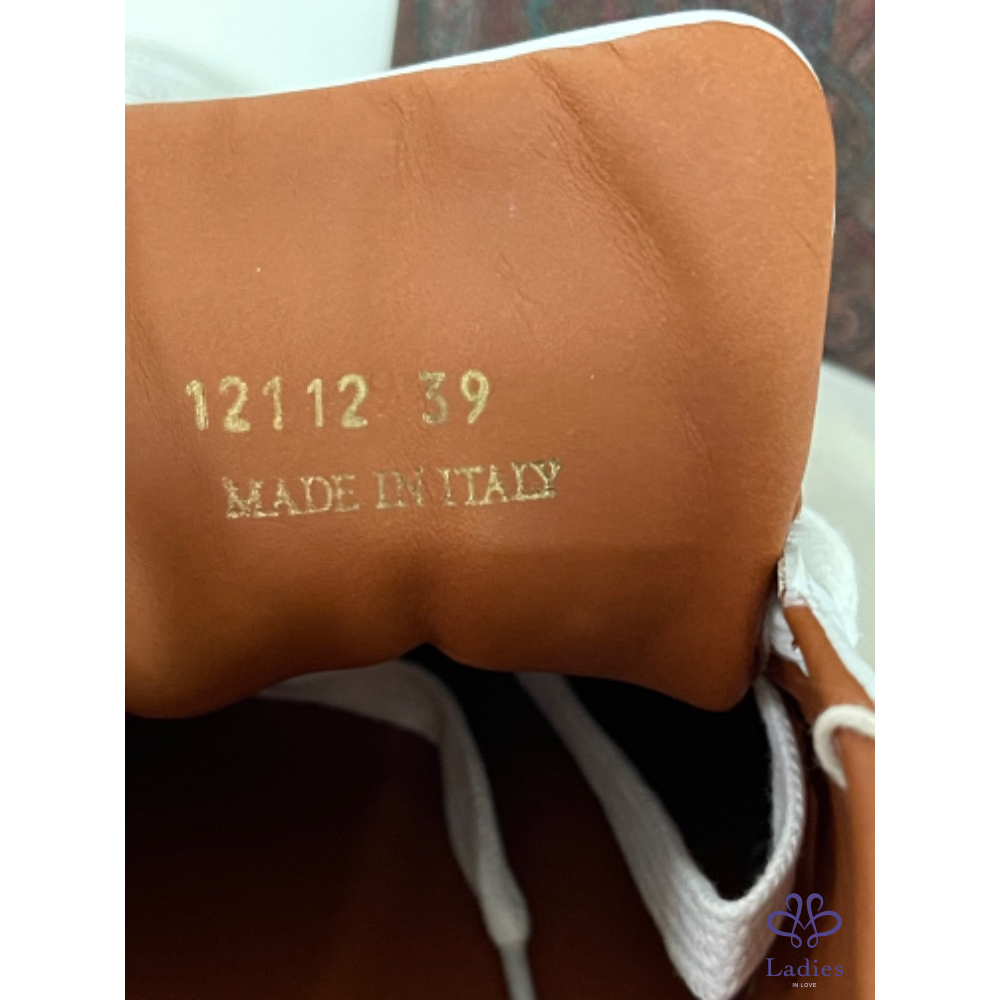 12112 39
MADE IN ITALY
Ladies
IN LOVE